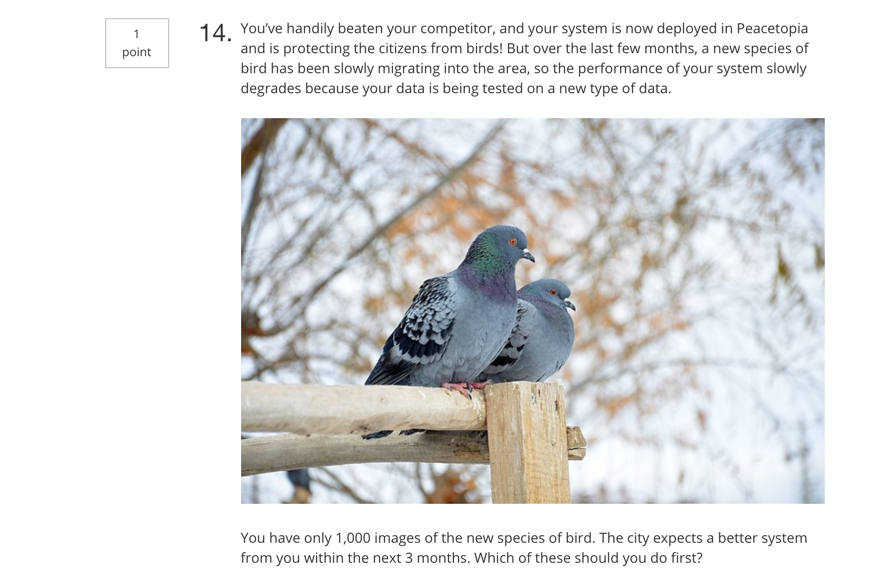 1
point
14.
You’ve handily beaten your competitor, and your system is now deployed in Peacetopia
and is protecting the citizens from birds! But over the last few months, a new species of
bird has been slowly migrating into the area, so the performance of your system slowly
degrades because your data is being tested on a new type of data.
You have only 1,000 images of the new species of bird. The city expects a better system
from you within the next 3 months. Which of these should you do first?